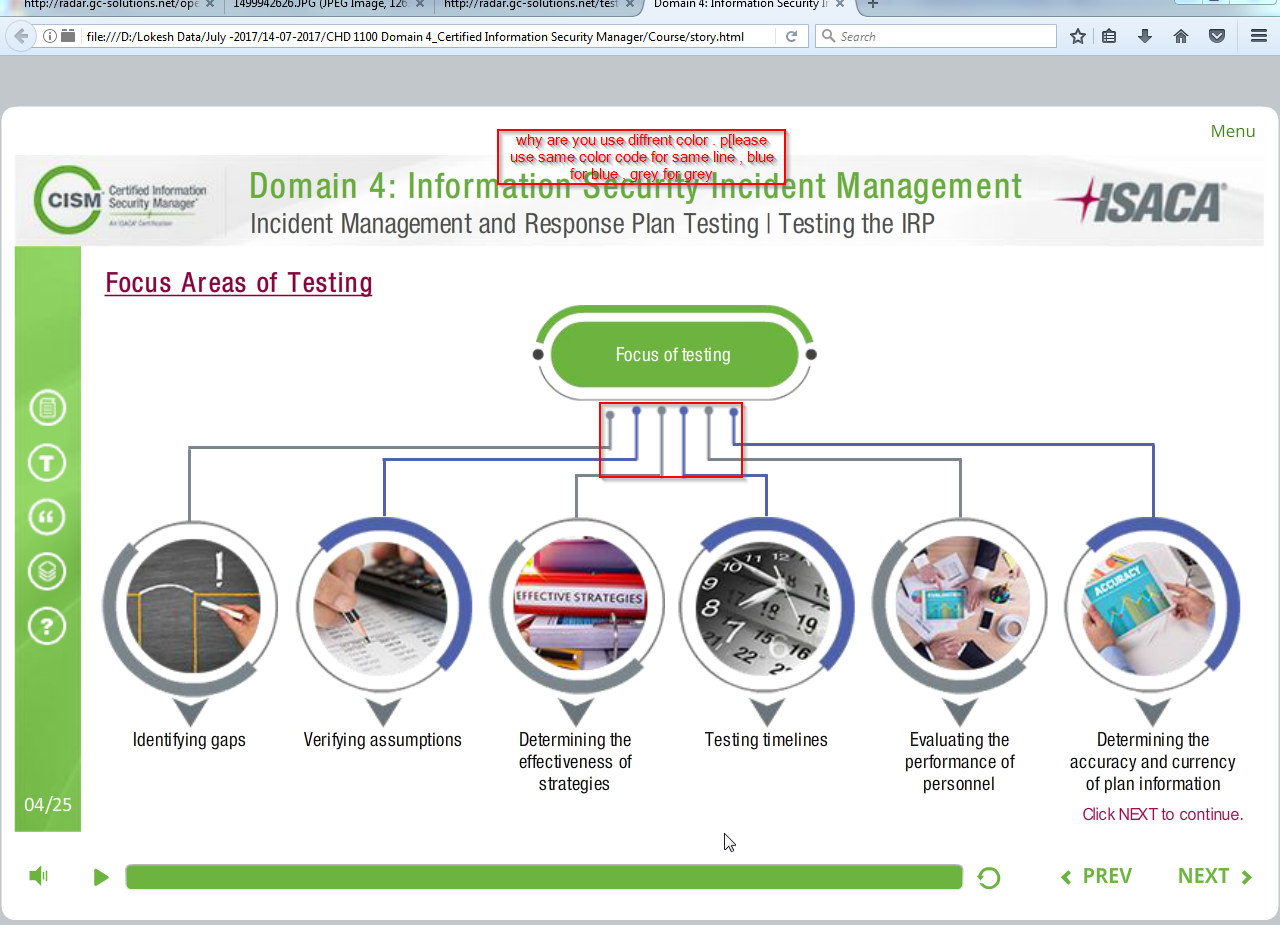 http://radar.gc-solutions.net/ope
1499942626.JPG (JPEG Image, 126
http://radar.gc-solutions.net/test
Domain 4: Information Security I
file:///D:/Lokesh Data/July -2017/14-07-2017/CHD 1100 Domain 4_Certified Information Security Manager/Course/story.html
Search
Menu
why are you use diffrent color . p[lease
use same color code for same line , blue
for blue , grey for grey
CISM
Certified Information
Security Manager®
An ISACA® Certification
Domain 4: Information Security Incident Management
Incident Management and Response Plan Testing | Testing the IRP
ISACA®
Focus Areas of Testing
Focus of testing
EFFECTIVE STRATEGIES
EVALUATION
ACCURACY
Identifying gaps
Verifying assumptions
Determining the
effectiveness of
strategies
Testing timelines
Evaluating the
performance of
personnel
Determining the
accuracy and currency
of plan information
04/25
Click NEXT to continue.
PREV
NEXT